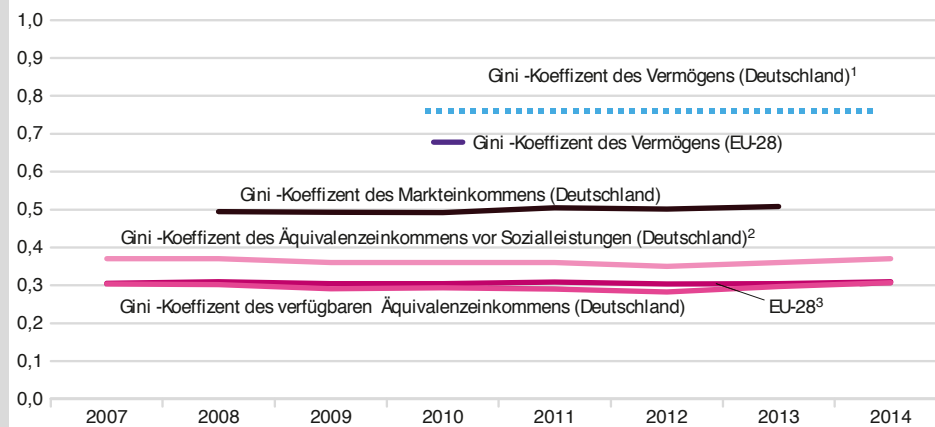 1,0
0,9
Gini -Koeffizent des Vermögens (Deutschland)¹
0,8
0,7
Gini -Koeffizent des Vermögens (EU-28)
0,6
Gini -Koeffizent des Markteinkommens (Deutschland)
0,5
Gini -Koeffizent des Äquivalenzeinkommens vor Sozialleistungen (Deutschland)²
0,4
0,3
Gini -Koeffizent des verfügbaren Äquivalenzeinkommens (Deutschland) EU-28³
0,2
0,1
0,0
2007 2008 2009 2010 2011 2012 2013 2014